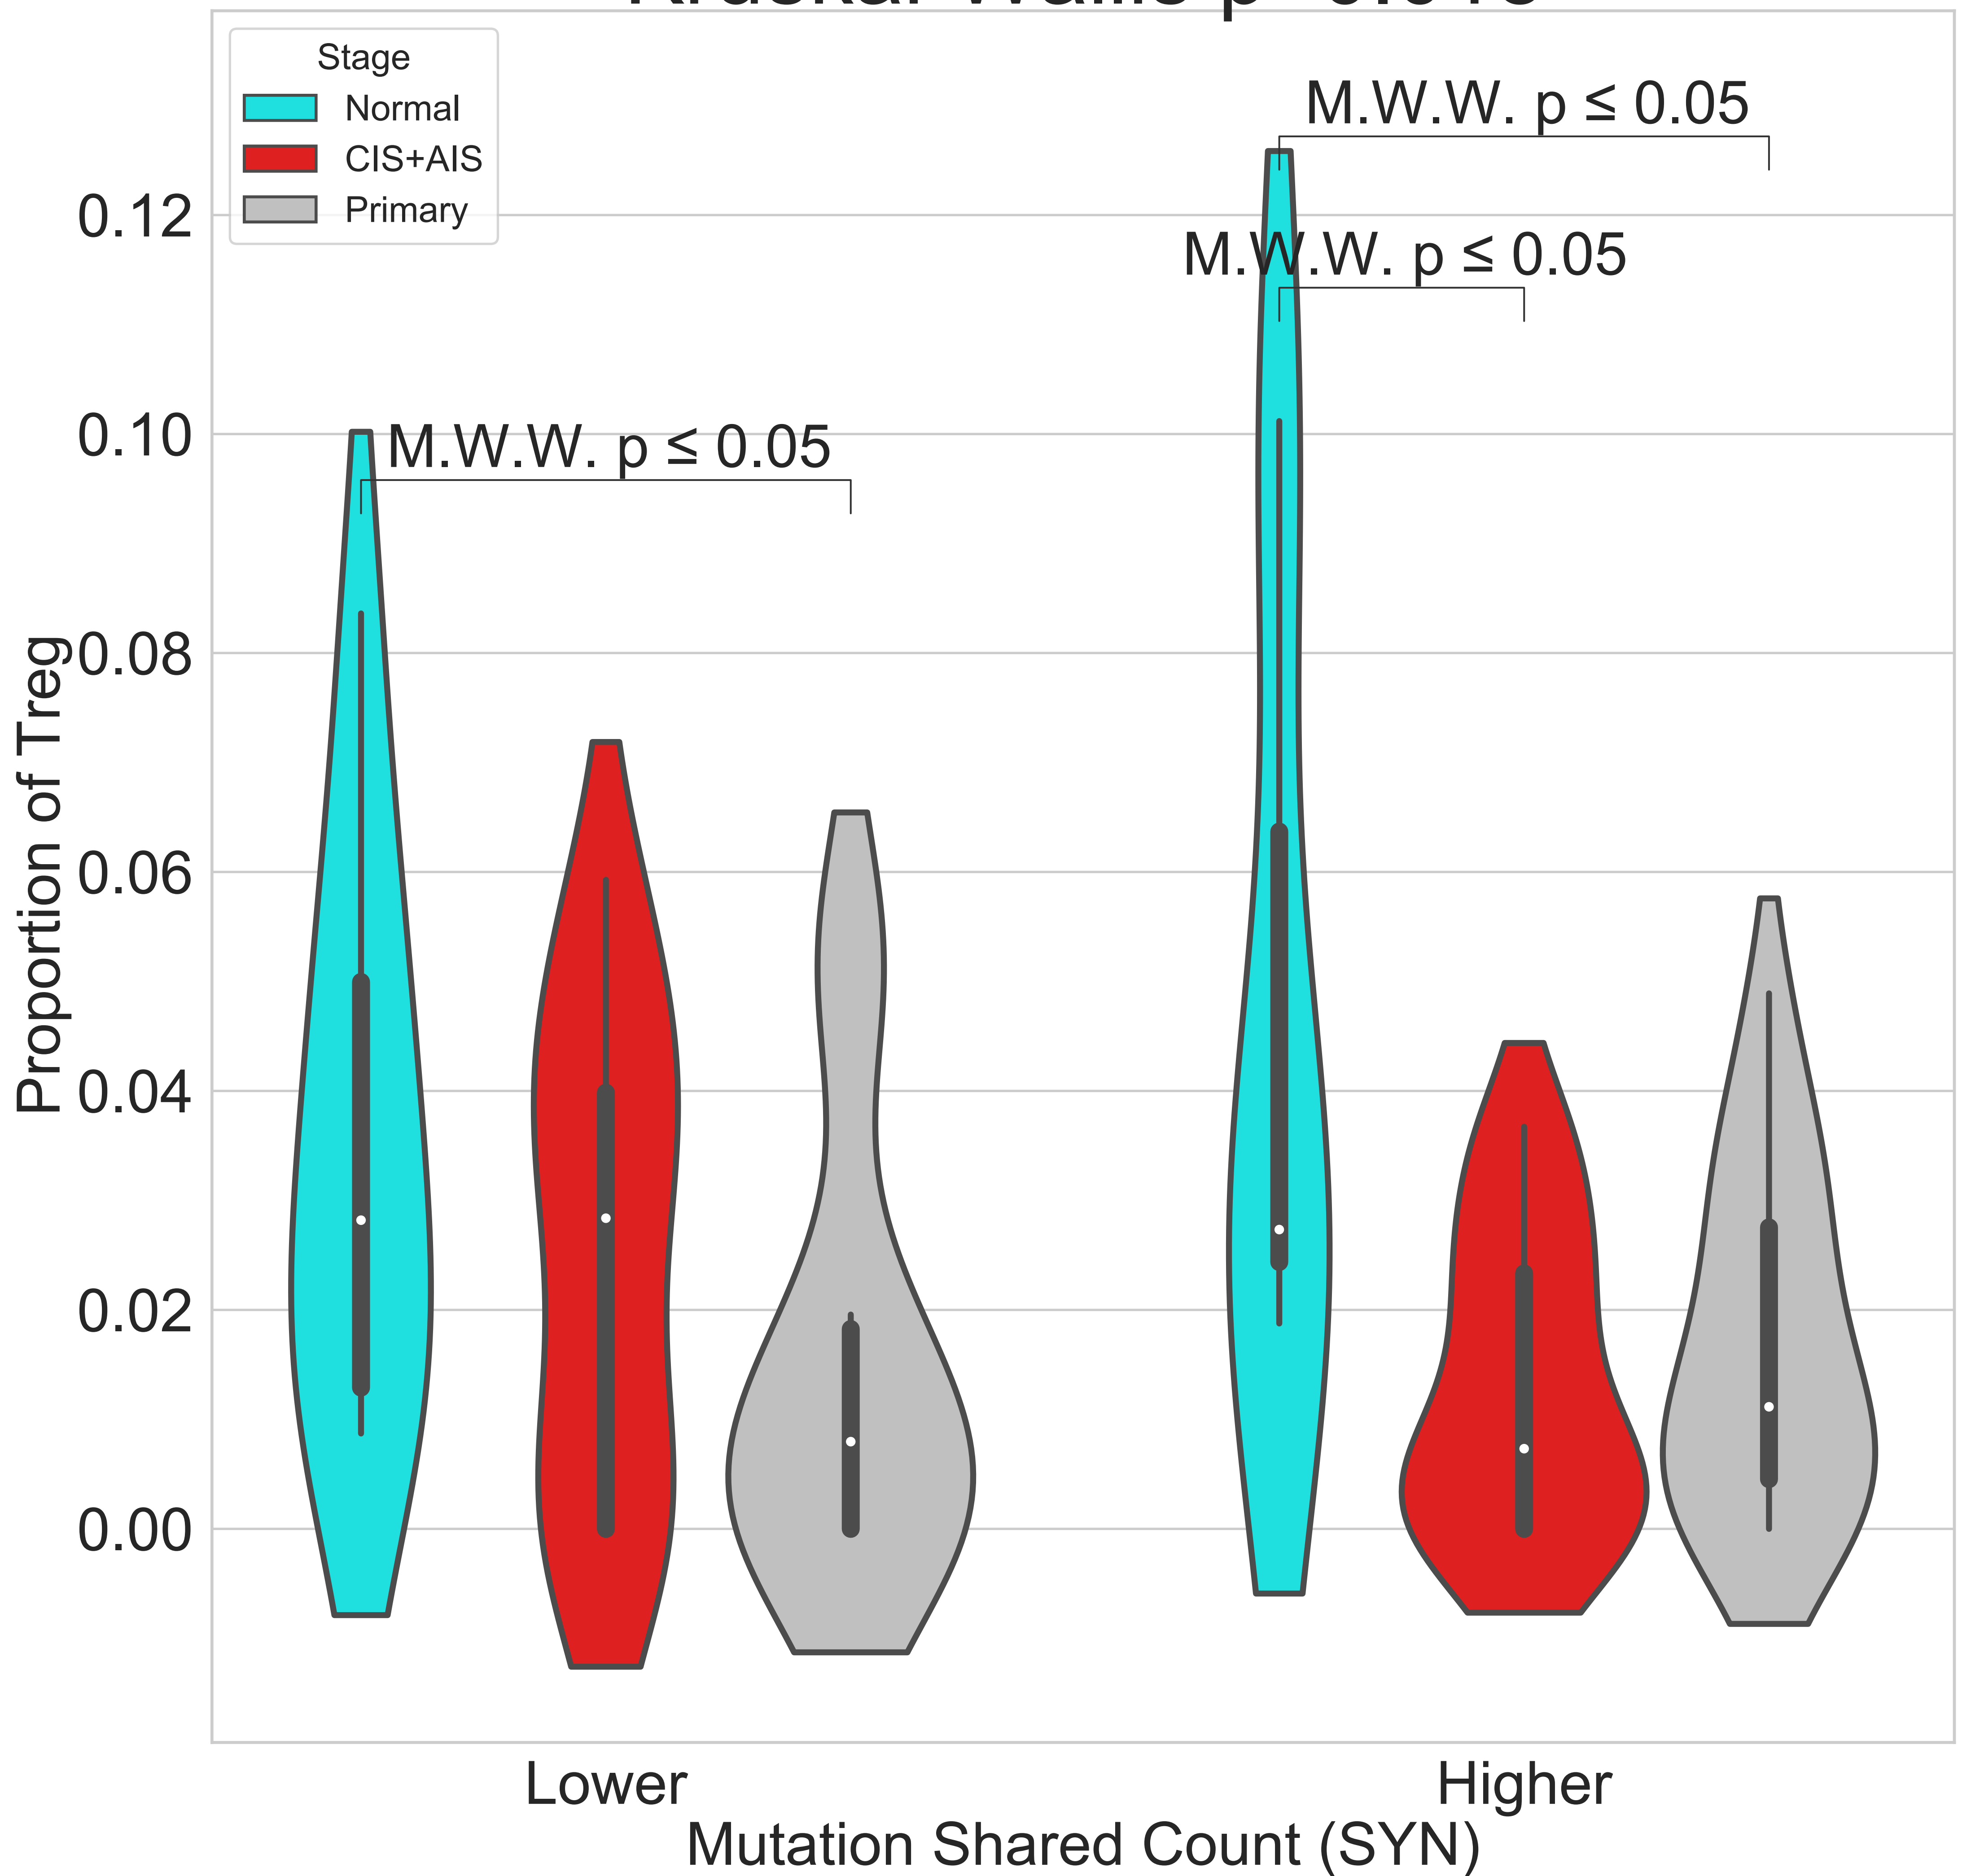 Stage
Normal
CIS+AIS
Primary
M.W.W. p ≤ 0.05
M.W.W. p ≤ 0.05
M.W.W. p ≤ 0.05
0.12
0.10
0.08
0.06
0.04
0.02
0.00
Proportion of Treg
Lower
Higher
Mutation Shared Count (SYN)